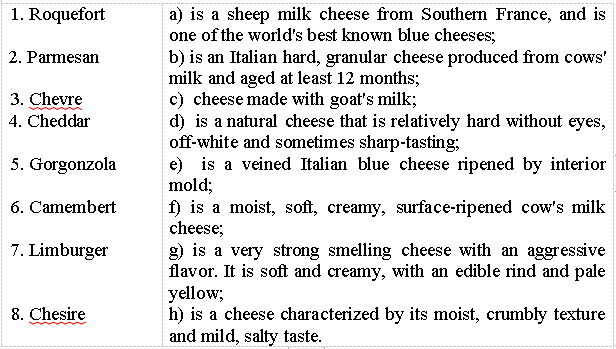 1. Roquefort a) is a sheep milk cheese from Southern France, and is
one of the world's best known blue cheeses;
2. Parmesan b) is an Italian hard, granular cheese produced from cows'
milk and aged at least 12 months;
3. Chevre c) cheese made with goat's milk;
4. Cheddar d) is a natural cheese that is relatively hard without eyes,
off-white and sometimes sharp-tasting;
5. Gorgonzola e) is a veined Italian blue cheese ripened by interior
mold;
6. Camembert f) is a moist, soft, creamy, surface-ripened cow's milk
cheese;
7. Limburger g) is a very strong smelling cheese with an aggressive
flavor. It is soft and creamy, with an edible rind and pale
yellow;
8. Chesire h) is a cheese characterized by its moist, crumbly texture
and mild, salty taste.